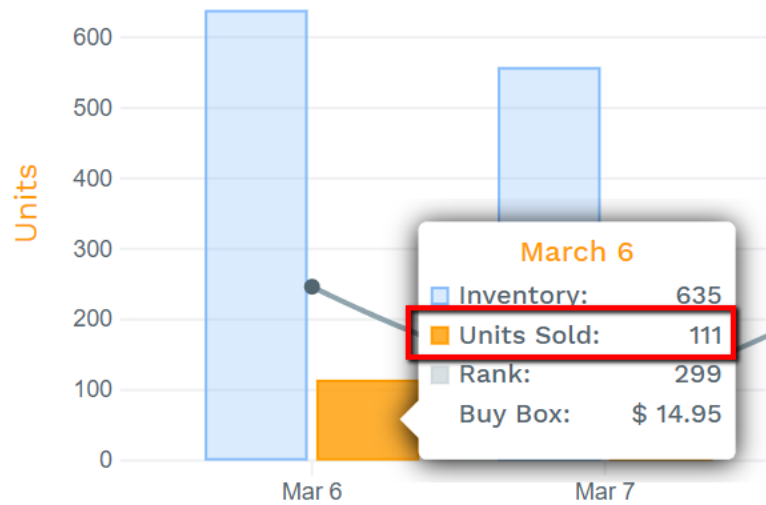 600
500
400
300
200
100
0
Units
March 6
Inventory: 635
Units Sold: 111
Rank: 299
Buy Box: $ 14.95
Mar 6 Mar 7